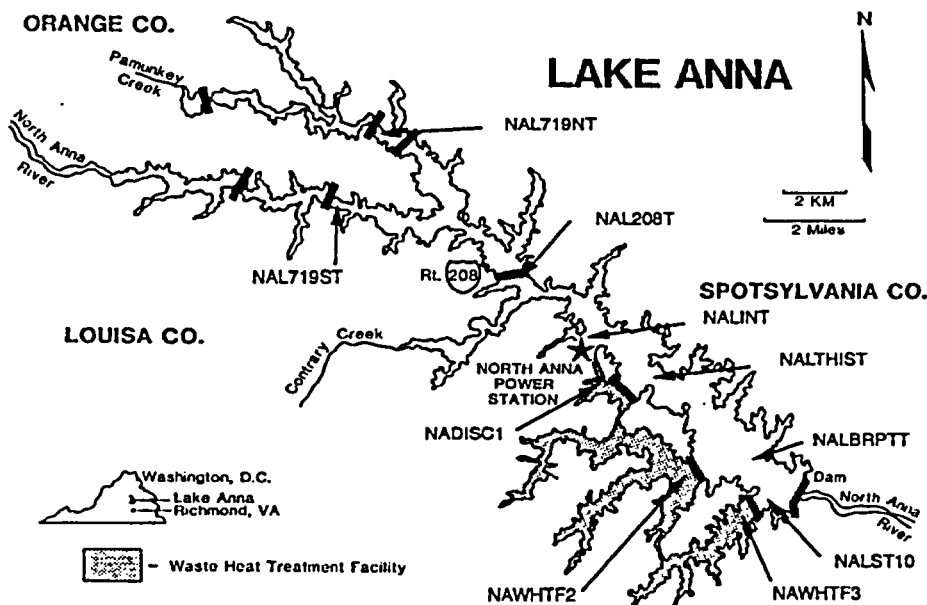 ORANGE CO.
Pamunkey
Creek
LAKE ANNA
N
NAL719NT
North Anna
River
2 KM
2 Miles
NAL208T
NAL719ST
Rt. 208
SPOTSYLVANIA CO.
NALINT
LOUISA CO.
Contrary Creek
NORTH ANNA
POWER
STATION
NALTHIST
NADISC1
NALBRPTT
Dam
North Anna
River
Washington, D.C.
Lake Anna
Richmond, VA
NALST10
- Waste Heat Treatment Facility
NAWHTF2
NAWHTF3